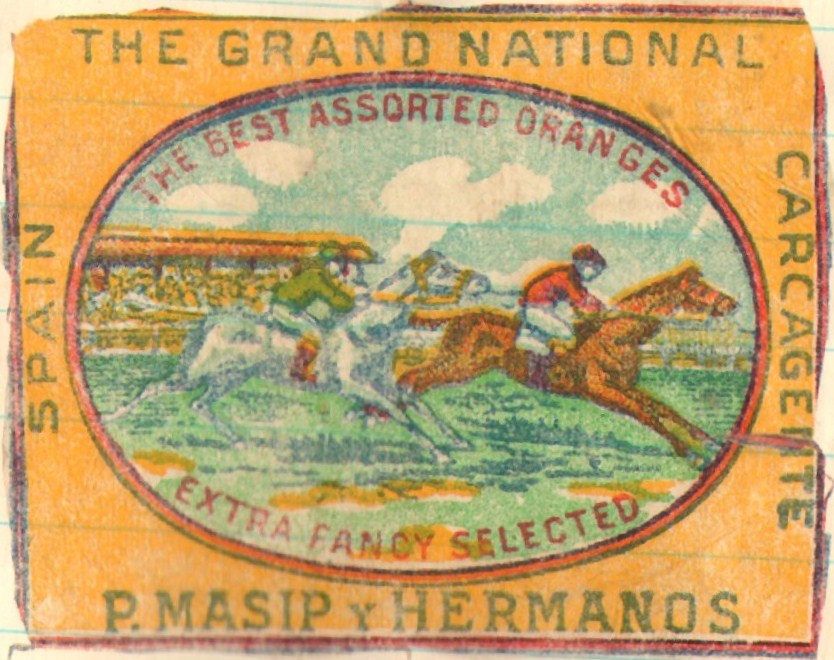 THE GRAND NATIONAL
THE BEST ASSORTED ORANGES
SPAIN
CARCAGENTE
EXTRA FANCY SELECTED
P. MASIP Y HERMANOS